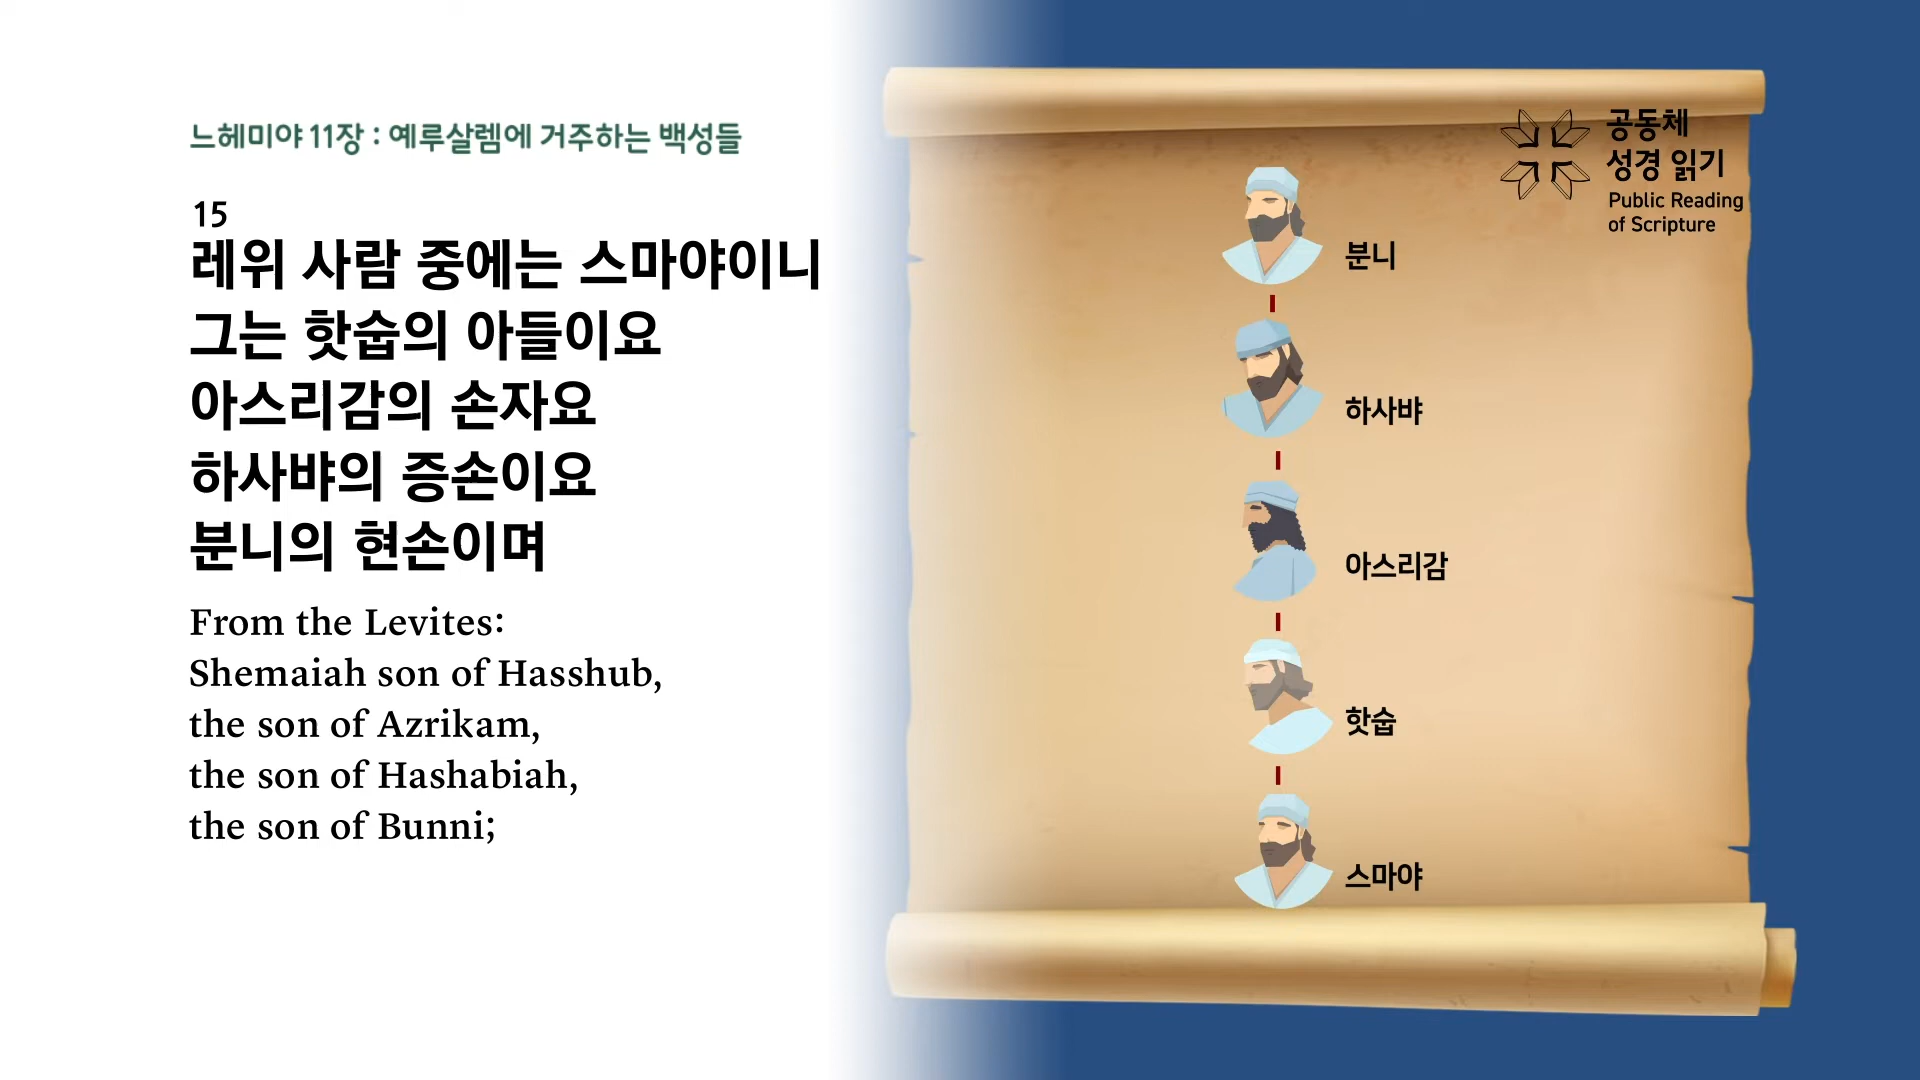 느헤미야 11장 : 예루살렘에 거주하는 백성들
15
레위 사람 중에는 스마야이니
그는 핫숩의 아들이요
아스리감의 손자요
하사뱌의 증손이요
분니의 현손이며
From the Levites:
Shemaiah son of Hasshub,
the son of Azrikam,
the son of Hashabiah,
the son of Bunni;
공동체
성경 읽기
Public Reading
of Scripture
분니
하사뱌
아스리감
핫숩
스마야